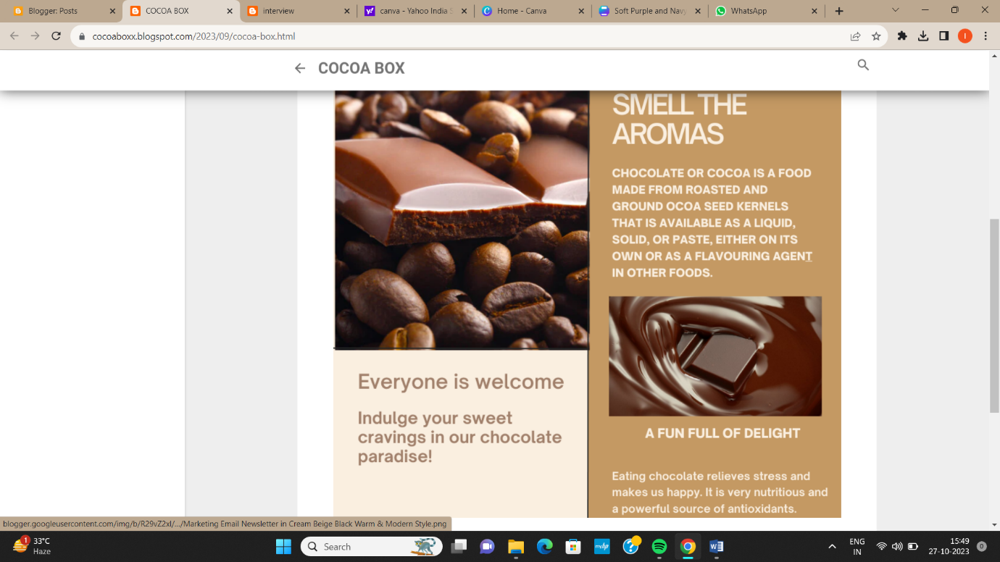 Blogger: Posts
COCOA BOX
interview
canva - Yahoo India
Home - Canva
Soft Purple and Navy
WhatsApp
cocoaboxx.blogspot.com/2023/09/cocoa-box.html
I
COCOA BOX
SMELL THE
AROMAS
CHOCOLATE OR COCOA IS A FOOD
MADE FROM ROASTED AND
GROUND OCOA SEED KERNELS
THAT IS AVAILABLE AS A LIQUID,
SOLID, OR PASTE, EITHER ON ITS
OWN OR AS A FLAVOURING AGENT
IN OTHER FOODS.
A FUN FULL OF DELIGHT
Eating chocolate relieves stress and
makes us happy. It is very nutritious and
a powerful source of antioxidants.
Everyone is welcome
Indulge your sweet
cravings in our chocolate
paradise!
blogger.googleusercontent.com/img/b/R29vZ2xl/.../Marketing Email Newsletter in Cream Beige Black Warm & Modern Style.png
1
33°C
Haze
Search
myhp
ENG
IN
15:49
27-10-2023
0